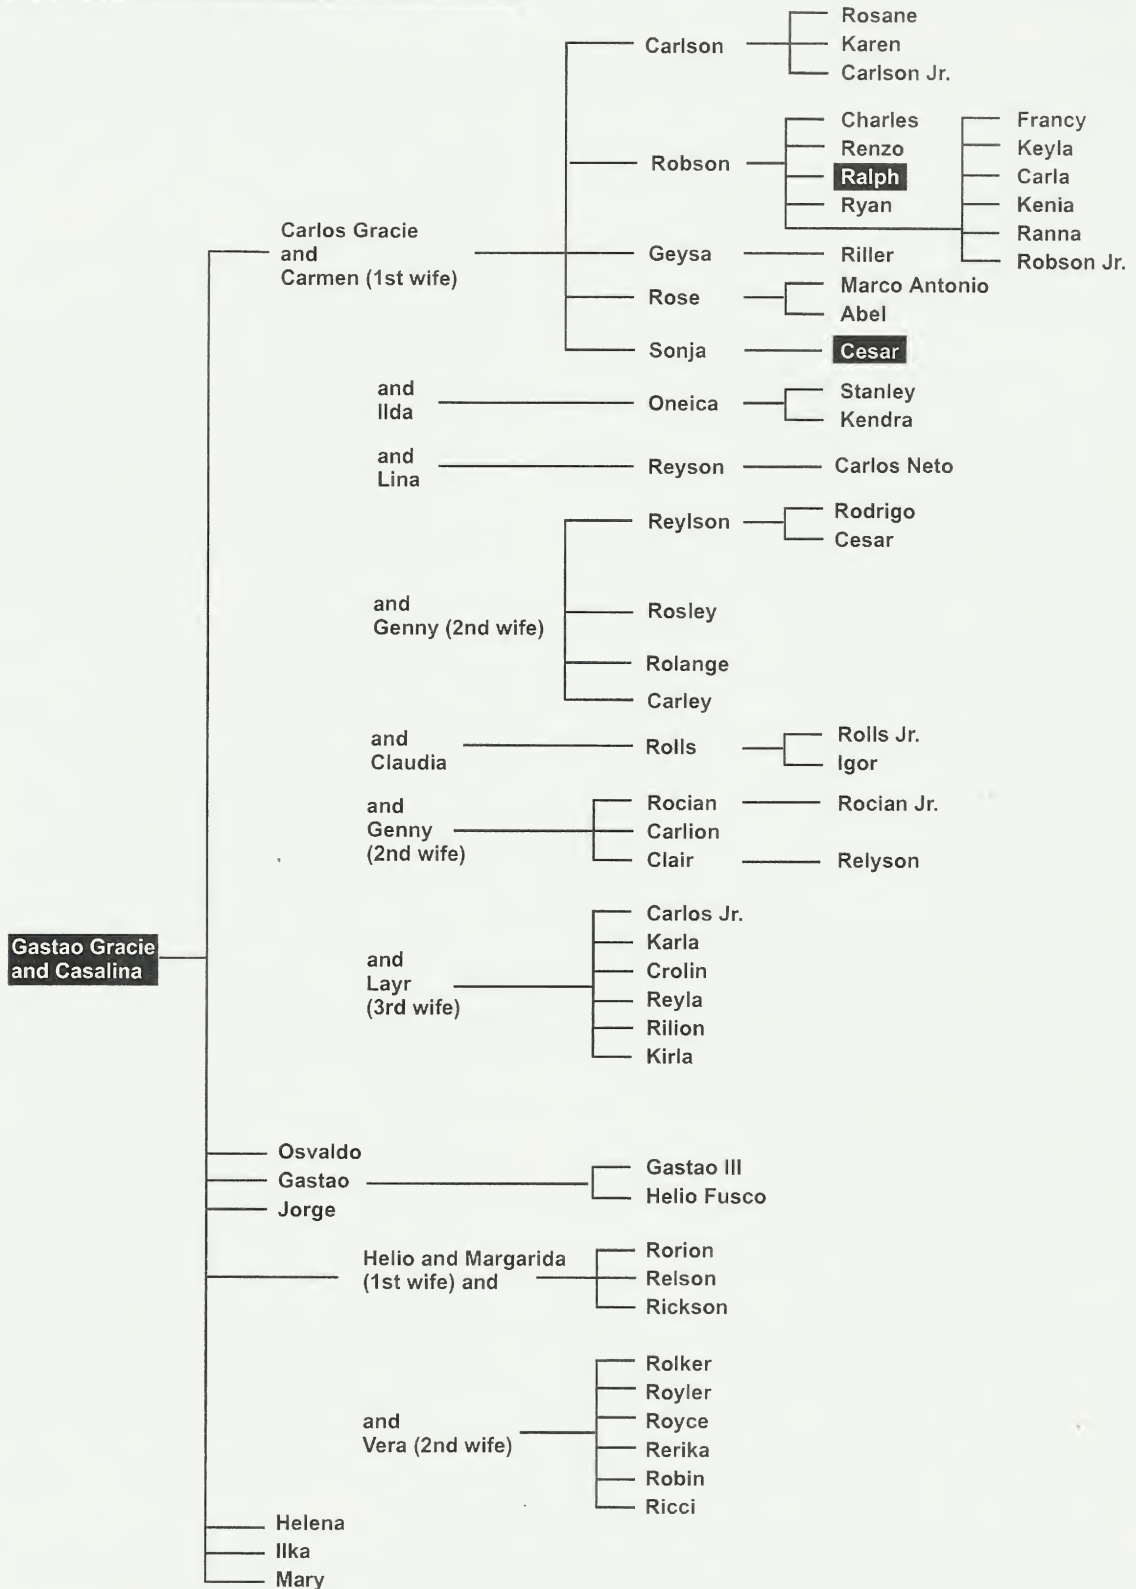 Rosane
Carlson
Karen
Carlson Jr.
Charles
Francy
Renzo
Keyla
Robson
Ralph
Carla
Ryan
Kenia
Ranna
Carlos Gracie
and
Carmen (1st wife)
Geysa
Riller
Robson Jr.
Marco Antonio
Rose
Abel
Sonja
Cesar
and
Ilda
Oneica
Stanley
Kendra
and
Lina
Reyson
Carlos Neto
Reylson
Rodrigo
Cesar
and
Genny (2nd wife)
Rosley
Rolange
Carley
and
Claudia
Rolls
Rolls Jr.
Igor
and
Genny
(2nd wife)
Rocian
Rocian Jr.
Carlion
Clair
Relyson
Gastao Gracie
and Casalina
and
Layr
(3rd wife)
Carlos Jr.
Karla
Crolin
Reyla
Rilion
Kirla
Osvaldo
Gastao
Jorge
Gastao III
Helio Fusco
Helio and Margarida
(1st wife) and
Rorion
Relson
Rickson
and
Vera (2nd wife)
Rolker
Royler
Royce
Rerika
Robin
Ricci
Helena
Ilka
Mary